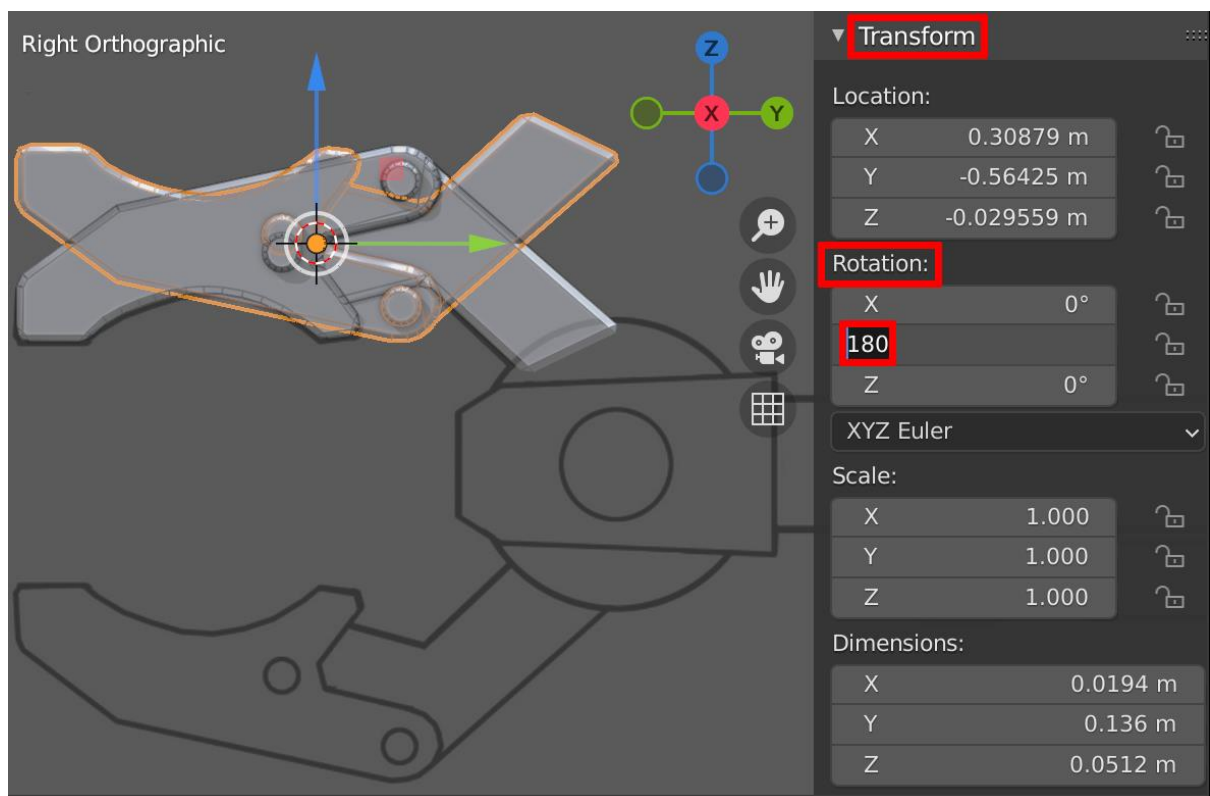 Right Orthographic
Z
X
Y
Transform
Location:
X 0.30879 m
Y -0.56425 m
Z -0.029559 m
Rotation:
X 0°
180
Z 0°
XYZ Euler
Scale:
X 1.000
Y 1.000
Z 1.000
Dimensions:
X 0.0194 m
Y 0.136 m
Z 0.0512 m